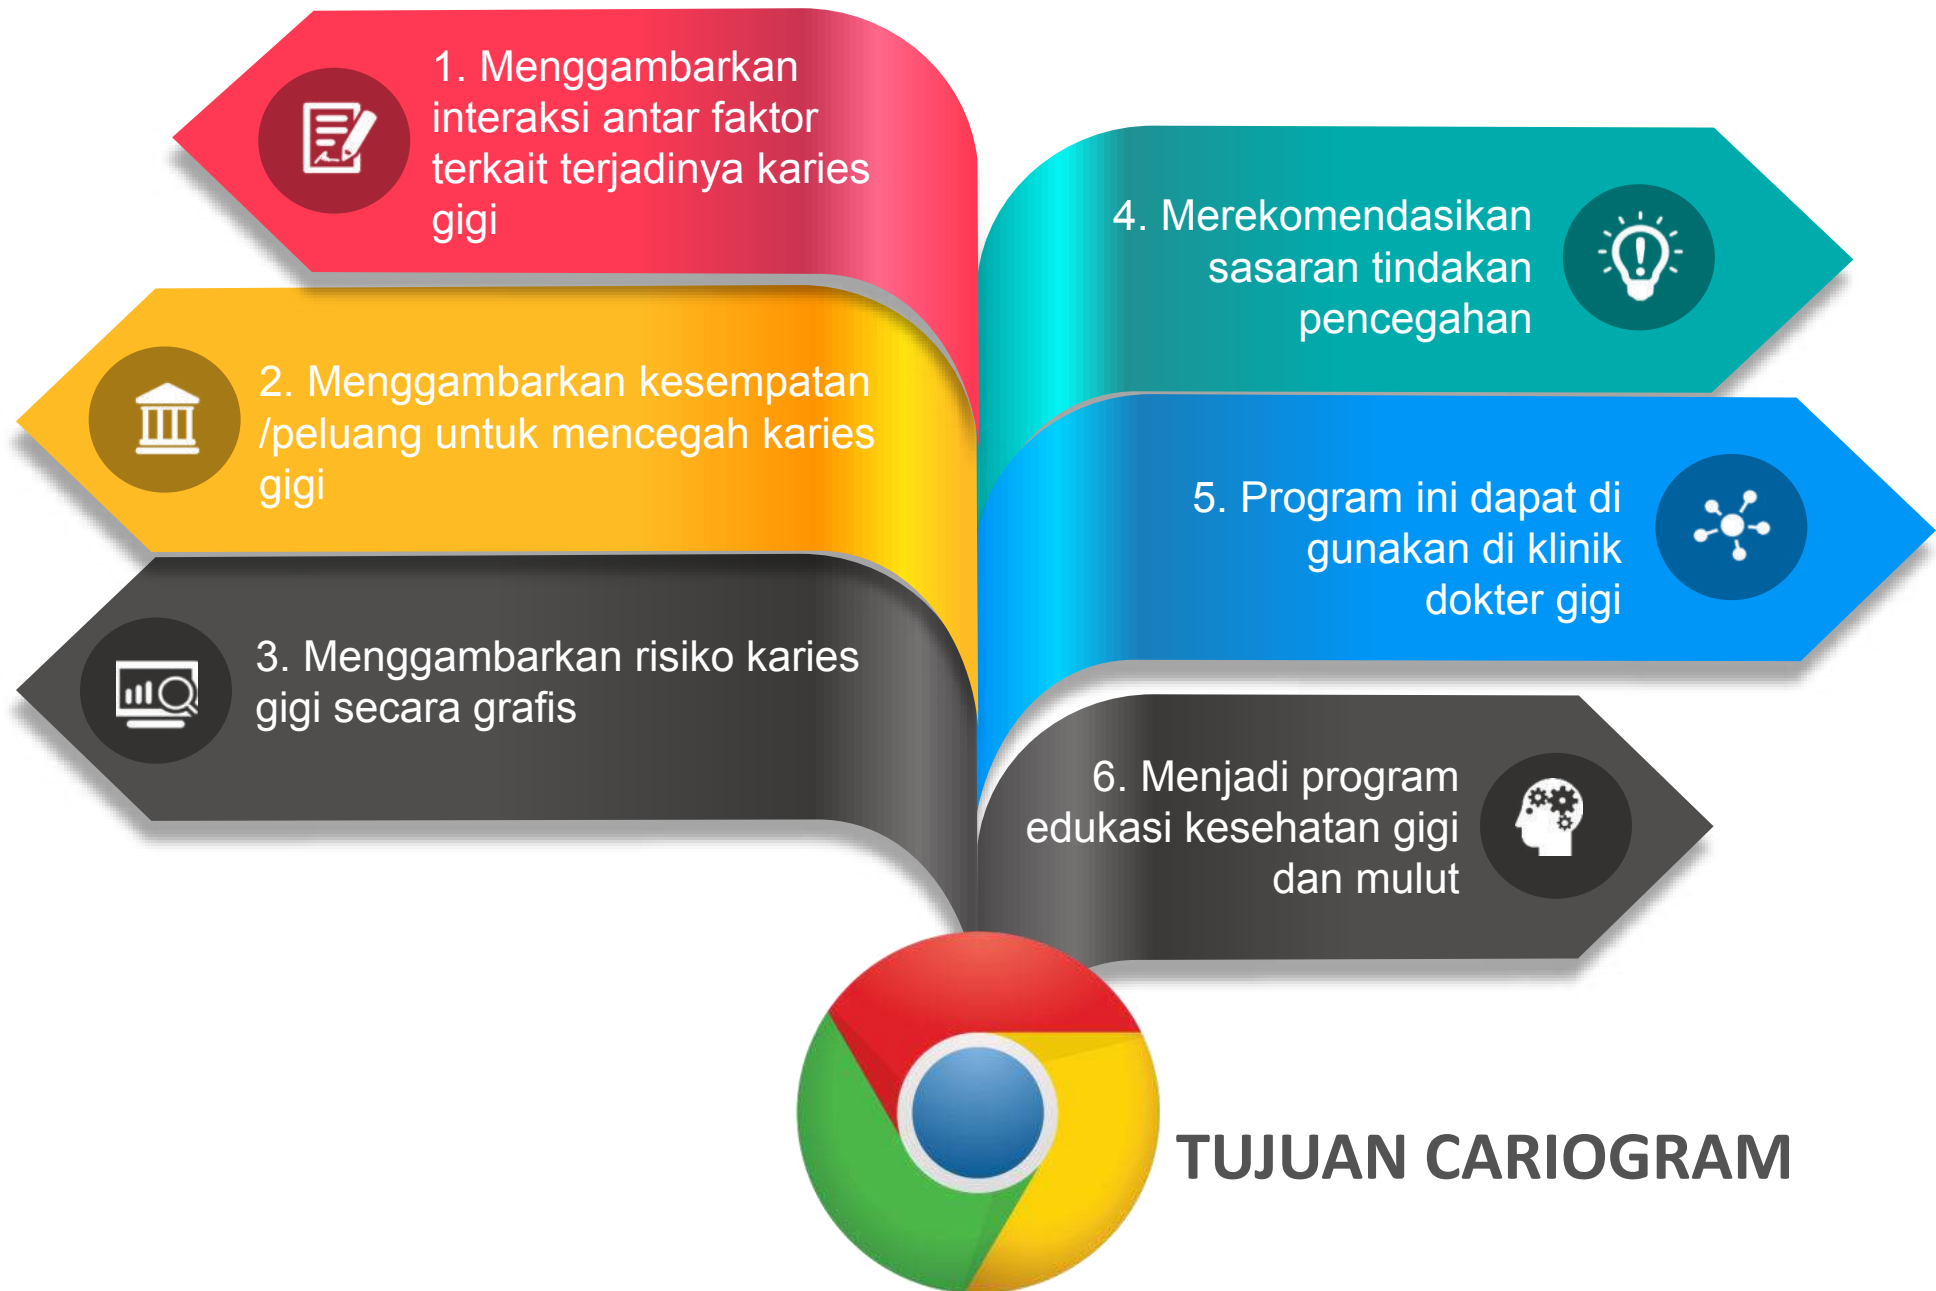 1. Menggambarkan
interaksi antar faktor
terkait terjadinya karies
gigi
2. Menggambarkan kesempatan
/peluang untuk mencegah karies
gigi
3. Menggambarkan risiko karies
gigi secara grafis
4. Merekomendasikan
sasaran tindakan
pencegahan
5. Program ini dapat di
gunakan di klinik
dokter gigi
6. Menjadi program
edukasi kesehatan gigi
dan mulut
TUJUAN CARIOGRAM